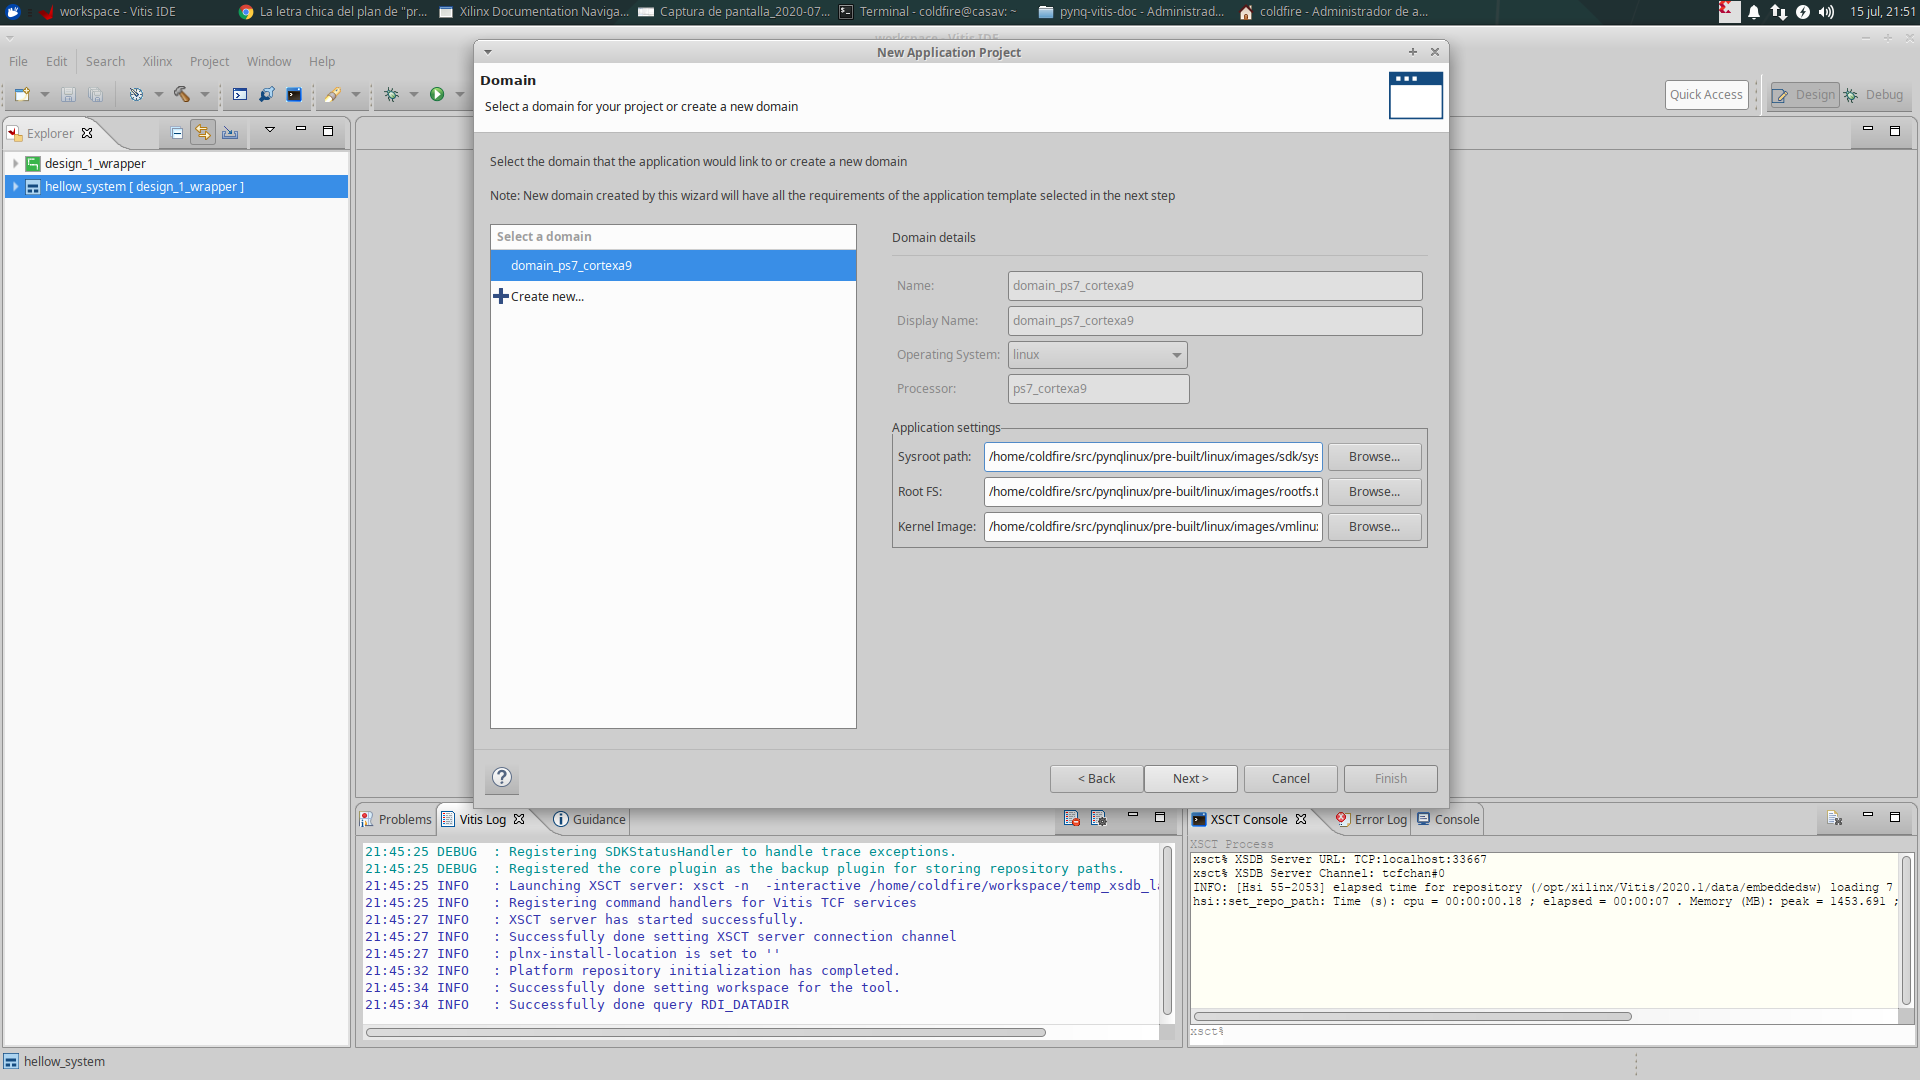 workspace - Vitis IDE
La letra chica del plan de "pr...
Xilinx Documentation Naviga...
Captura de pantalla_2020-07...
Terminal - coldfire@casav: ~
pynq-vitis-doc - Administrad...
coldfire - Administrador de a...
15 jul, 21:51
workspace - Vitis IDE
File Edit Search Xilinx Project Window Help
Quick Access
Design
Debug
Explorer
design_1_wrapper
hellow_system [ design_1_wrapper ]
New Application Project
Domain
Select a domain for your project or create a new domain
Select the domain that the application would link to or create a new domain
Note: New domain created by this wizard will have all the requirements of the application template selected in the next step
Select a domain
domain_ps7_cortexa9
Create new...
Domain details
Name: domain_ps7_cortexa9
Display Name: domain_ps7_cortexa9
Operating System: linux
Processor: ps7_cortexa9
Application settings
Sysroot path: /home/coldfire/src/pynqlinux/pre-built/linux/images/sdk/sys Browse...
Root FS: /home/coldfire/src/pynqlinux/pre-built/linux/images/rootfs.t Browse...
Kernel Image: /home/coldfire/src/pynqlinux/pre-built/linux/images/vmlinu Browse...
?
< Back
Next >
Cancel
Finish
Problems
Vitis Log
Guidance
21:45:25 DEBUG : Registering SDKStatusHandler to handle trace exceptions.
21:45:25 DEBUG : Registered the core plugin as the backup plugin for storing repository paths.
21:45:25 INFO : Launching XSCT server: xsct -n -interactive /home/coldfire/workspace/temp_xsdb_l
21:45:25 INFO : Registering command handlers for Vitis TCF services
21:45:27 INFO : XSCT server has started successfully.
21:45:27 INFO : Successfully done setting XSCT server connection channel
21:45:27 INFO : plnx-install-location is set to ''
21:45:32 INFO : Platform repository initialization has completed.
21:45:34 INFO : Successfully done setting workspace for the tool.
21:45:34 INFO : Successfully done query RDI_DATADIR
XSCT Console
Error Log
Console
XSCT Process
xsct% XSDB Server URL: TCP:localhost:33667
xsct% XSDB Server Channel: tcfchan#0
INFO: [Hsi 55-2053] elapsed time for repository (/opt/xilinx/Vitis/2020.1/data/embeddedsw) loading 7
hsi::set_repo_path: Time (s): cpu = 00:00:00.18 ; elapsed = 00:00:07 . Memory (MB): peak = 1453.691 ;
xsct%
hellow_system